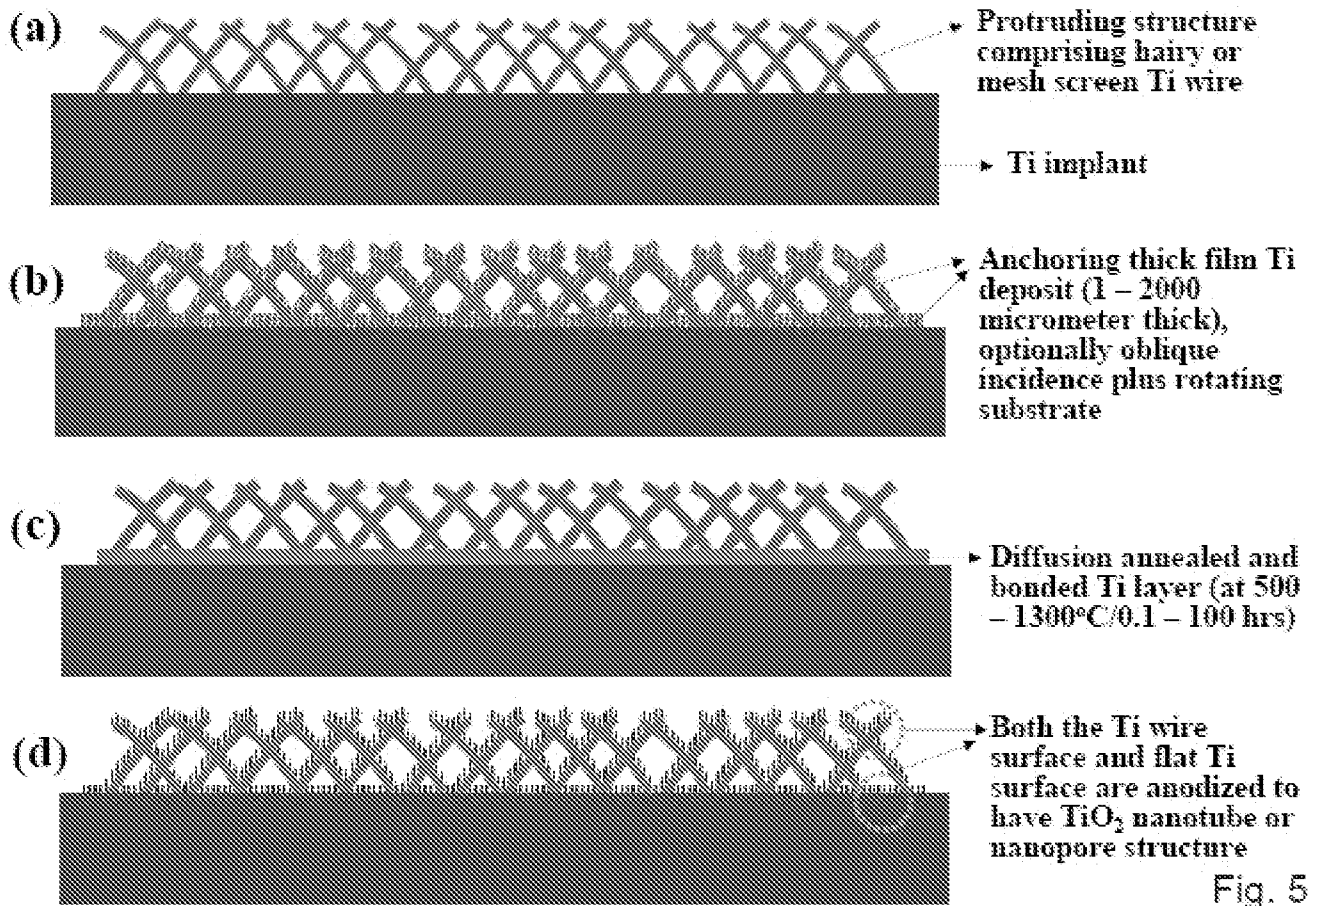 (a)
Protruding structure
comprising hairy or
mesh screen Ti wire
Ti implant
(b)
Anchoring thick film Ti
deposit (1 – 2000
micrometer thick),
optionally oblique
incidence plus rotating
substrate
(c)
Diffusion annealed and
bonded Ti layer (at 500
– 1300°C/0.1 – 100 hrs)
(d)
Both the Ti wire
surface and flat Ti
surface are anodized to
have TiO₂ nanotube or
nanopore structure
Fig. 5